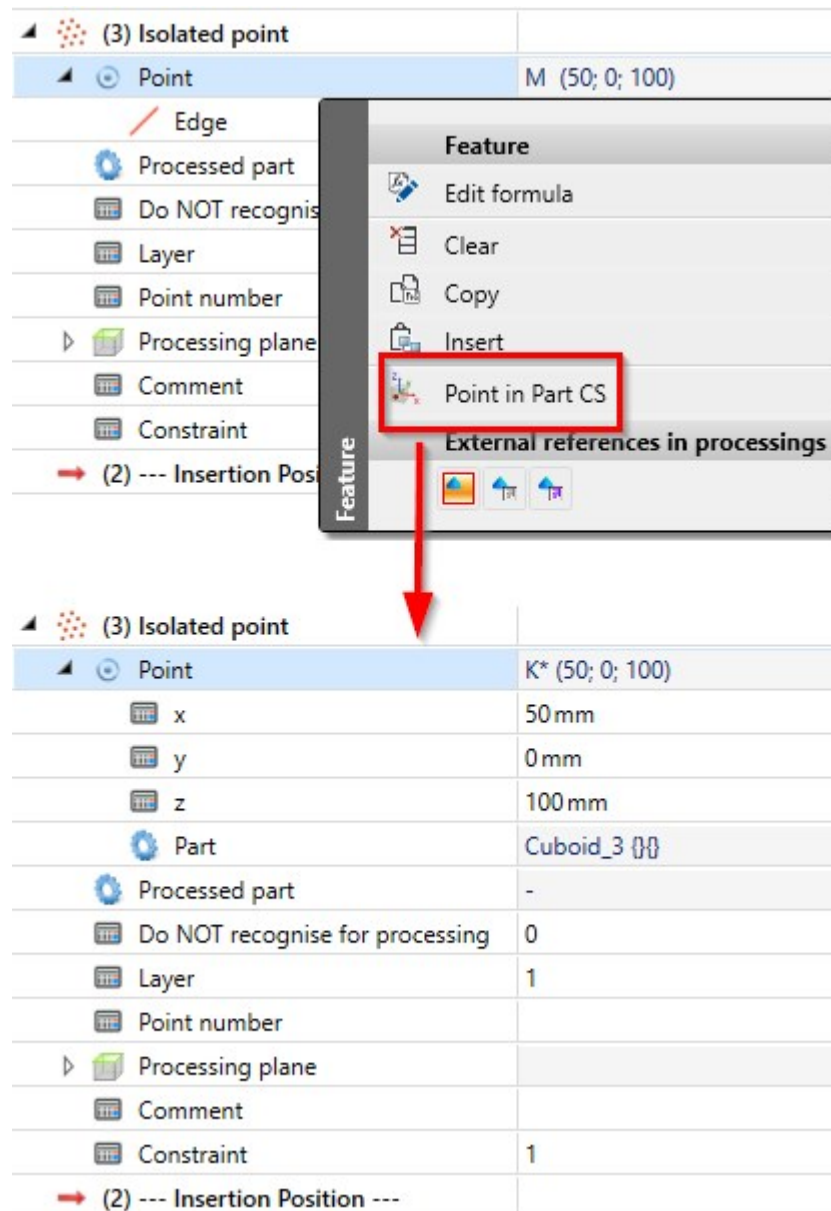 (3) Isolated point
Point M (50; 0; 100)
Edge
Processed part
Do NOT recognis
Layer
Point number
Processing plane
Comment
Constraint
(2) --- Insertion Posi
Feature
Edit formula
Clear
Copy
Insert
Point in Part CS
External references in processings
Feature
(3) Isolated point
Point K* (50; 0; 100)
x 50 mm
y 0 mm
z 100 mm
Part Cuboid_3 {}{}
Processed part -
Do NOT recognise for processing 0
Layer 1
Point number
Processing plane
Comment
Constraint 1
(2) --- Insertion Position ---